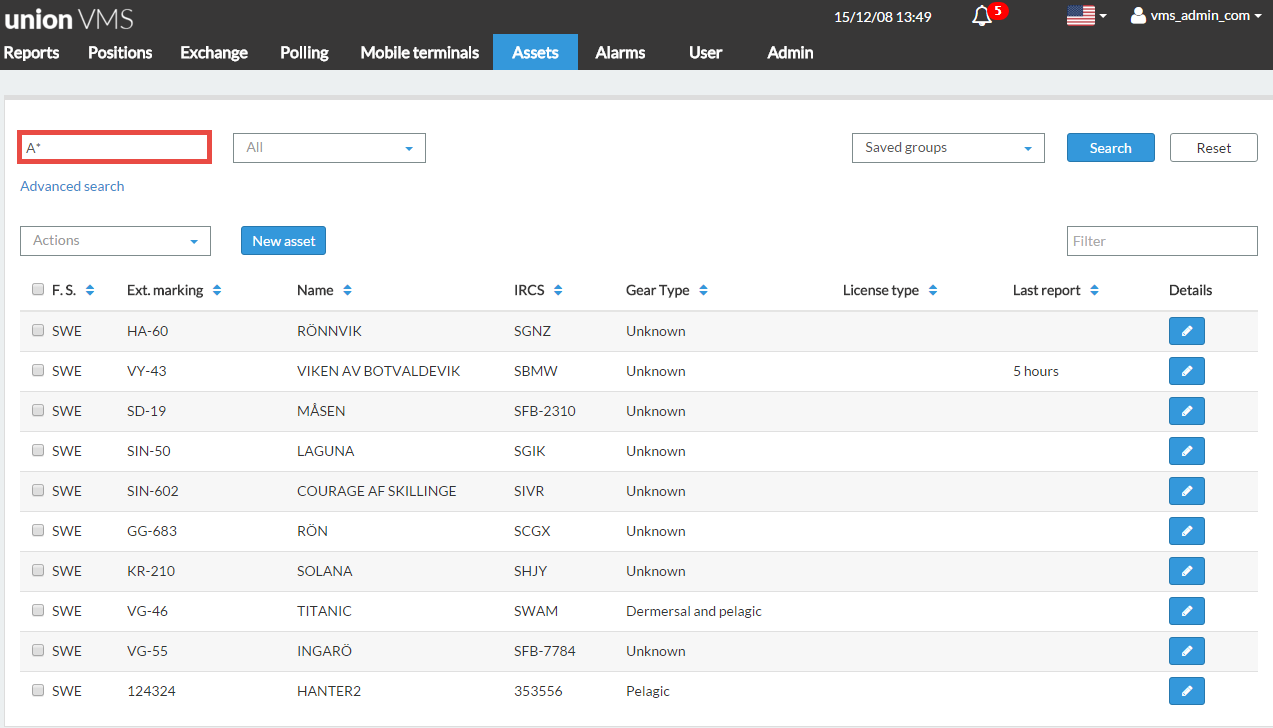 union VMS 15/12/08 13:49 5 vms_admin_com
Reports Positions Exchange Polling Mobile terminals Assets Alarms User Admin
A* All Saved groups Search Reset
Advanced search
Actions New asset Filter
F. S. Ext. marking Name IRCS Gear Type License type Last report Details
SWE HA-60 RÖNNVIK SGNZ Unknown
SWE VY-43 VIKEN AV BOTVALDEVIK SBMW Unknown 5 hours
SWE SD-19 MÅSEN SFB-2310 Unknown
SWE SIN-50 LAGUNA SGIK Unknown
SWE SIN-602 COURAGE AF SKILLINGE SIVR Unknown
SWE GG-683 RÖN SCGX Unknown
SWE KR-210 SOLANA SHJY Unknown
SWE VG-46 TITANIC SWAM Dermersal and pelagic
SWE VG-55 INGARÖ SFB-7784 Unknown
SWE 124324 HANTER2 353556 Pelagic